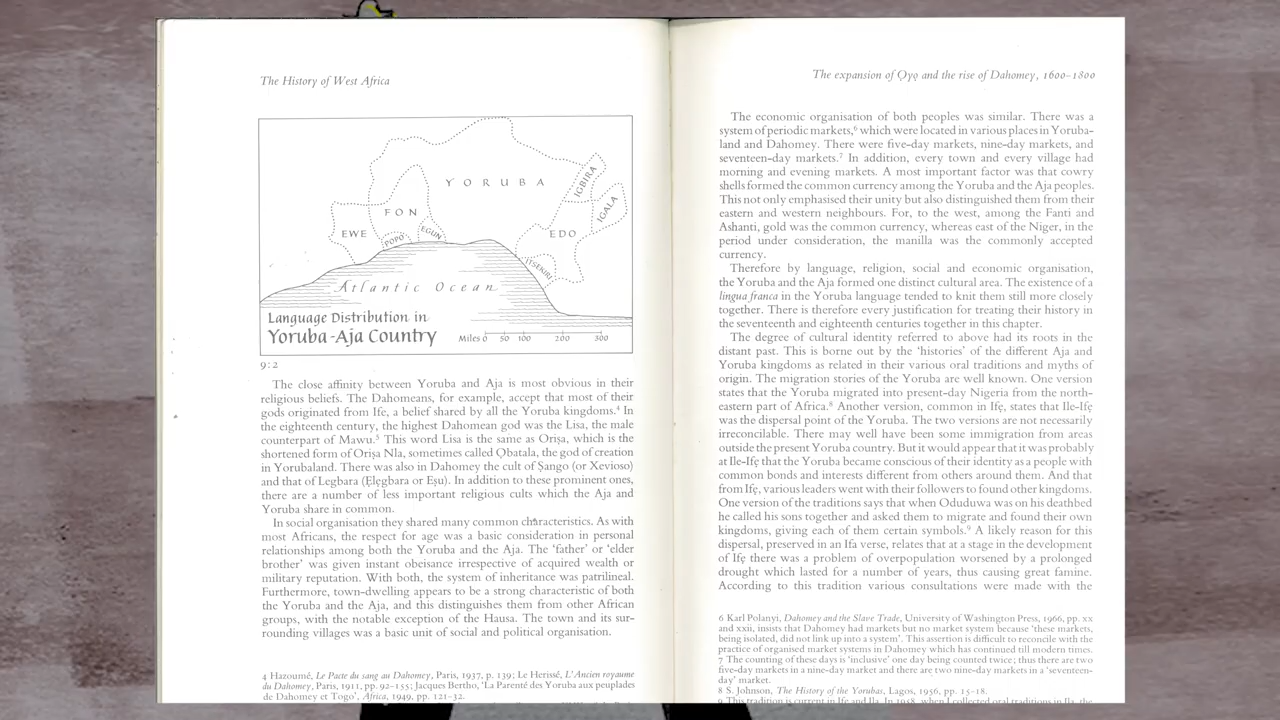 The History of West Africa
YORUBA
IGBIRA
IGALA
FON
EWE
POPO
EGUN
EDO
ITSEKIRI
Atlantic Ocean
Language Distribution in
Yoruba-Aja Country
Miles 0 50 100 200 300
9:2
The close affinity between Yoruba and Aja is most obvious in their
religious beliefs. The Dahomeans, for example, accept that most of their
gods originated from Ife, a belief shared by all the Yoruba kingdoms.⁴ In
the eighteenth century, the highest Dahomean god was the Lisa, the male
counterpart of Mawu.⁵ This word Lisa is the same as Orişa, which is the
shortened form of Orişa Nla, sometimes called Ọbatala, the god of creation
in Yorubaland. There was also in Dahomey the cult of Şango (or Xevioso)
and that of Legbara (Ẹlẹgbara or Eşu). In addition to these prominent ones,
there are a number of less important religious cults which the Aja and
Yoruba share in common.
In social organisation they shared many common characteristics. As with
most Africans, the respect for age was a basic consideration in personal
relationships among both the Yoruba and the Aja. The ‘father’ or ‘elder
brother’ was given instant obeisance irrespective of acquired wealth or
military reputation. With both, the system of inheritance was patrilineal.
Furthermore, town-dwelling appears to be a strong characteristic of both
the Yoruba and the Aja, and this distinguishes them from other African
groups, with the notable exception of the Hausa. The town and its sur-
rounding villages was a basic unit of social and political organisation.
4 Hazoumé, Le Pacte du sang au Dahomey, Paris, 1937, p. 139; Le Herissé, L’Ancien royaume
du Dahomey, Paris, 1911, pp. 92–155; Jacques Bertho, ‘La Parenté des Yoruba aux peuplades
de Dahomey et Togo’, Africa, 1949, pp. 121–32.
The expansion of Ọyọ and the rise of Dahomey, 1600–1800
The economic organisation of both peoples was similar. There was a
system of periodic markets,⁶ which were located in various places in Yoruba-
land and Dahomey. There were five-day markets, nine-day markets, and
seventeen-day markets.⁷ In addition, every town and every village had
morning and evening markets. A most important factor was that cowry
shells formed the common currency among the Yoruba and the Aja peoples.
This not only emphasised their unity but also distinguished them from their
eastern and western neighbours. For, to the west, among the Fanti and
Ashanti, gold was the common currency, whereas east of the Niger, in the
period under consideration, the manilla was the commonly accepted
currency.
Therefore by language, religion, social and economic organisation,
the Yoruba and the Aja formed one distinct cultural area. The existence of a
lingua franca in the Yoruba language tended to knit them still more closely
together. There is therefore every justification for treating their history in
the seventeenth and eighteenth centuries together in this chapter.
The degree of cultural identity referred to above had its roots in the
distant past. This is borne out by the ‘histories’ of the different Aja and
Yoruba kingdoms as related in their various oral traditions and myths of
origin. The migration stories of the Yoruba are well known. One version
states that the Yoruba migrated into present-day Nigeria from the north-
eastern part of Africa.⁸ Another version, common in Ifẹ, states that Ile-Ifẹ
was the dispersal point of the Yoruba. The two versions are not necessarily
irreconcilable. There may well have been some immigration from areas
outside the present Yoruba country. But it would appear that it was probably
at Ile-Ifẹ that the Yoruba became conscious of their identity as a people with
common bonds and interests different from others around them. And that
from Ifẹ, various leaders went with their followers to found other kingdoms.
One version of the traditions says that when Oduduwa was on his deathbed
he called his sons together and asked them to migrate and found their own
kingdoms, giving each of them certain symbols.⁹ A likely reason for this
dispersal, preserved in an Ifa verse, relates that at a stage in the development
of Ifẹ there was a problem of overpopulation worsened by a prolonged
drought which lasted for a number of years, thus causing great famine.
According to this tradition various consultations were made with the
6 Karl Polanyi, Dahomey and the Slave Trade, University of Washington Press, 1966, pp. xx
and xxii, insists that Dahomey had markets but no market system because ‘these markets,
being isolated, did not link up into a system’. This assertion is difficult to reconcile with the
practice of organised market systems in Dahomey which has continued till modern times.
7 The counting of these days is ‘inclusive’ one day being counted twice; thus there are two
five-day markets in a nine-day market and there are two nine-day markets in a ‘seventeen-
day’ market.
8 S. Johnson, The History of the Yorubas, Lagos, 1956, pp. 15–18.
9 This tradition is current in Ifẹ and Ila. In 1958, when I collected oral traditions in Ila, the